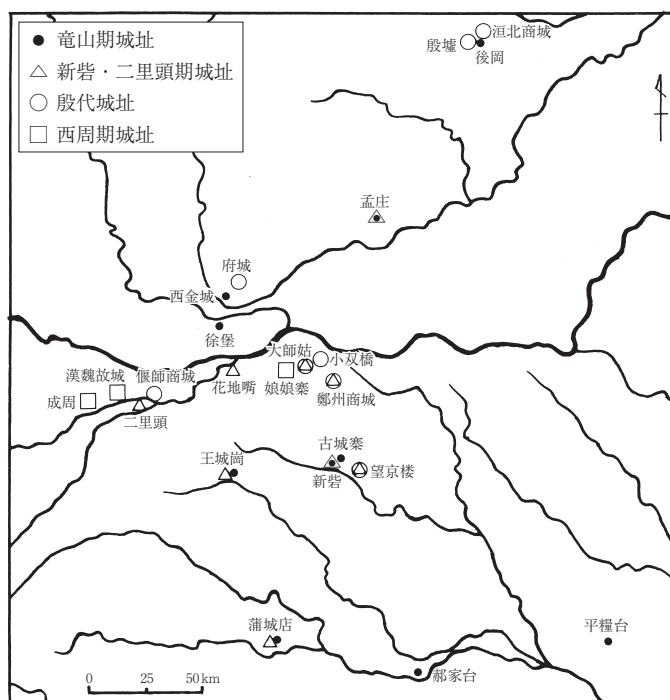 竜山期城址
新砦・二里頭期城址
殷代城址
西周期城址
洹北商城
殷墟
後岡
孟庄
府城
西金城
徐堡
大師姑
小双橋
漢魏故城
偃師商城
花地嘴
娘娘寨
鄭州商城
成周
二里頭
古城寨
王城崗
新砦
望京楼
蒲城店
平糧台
郝家台
0 25 50km